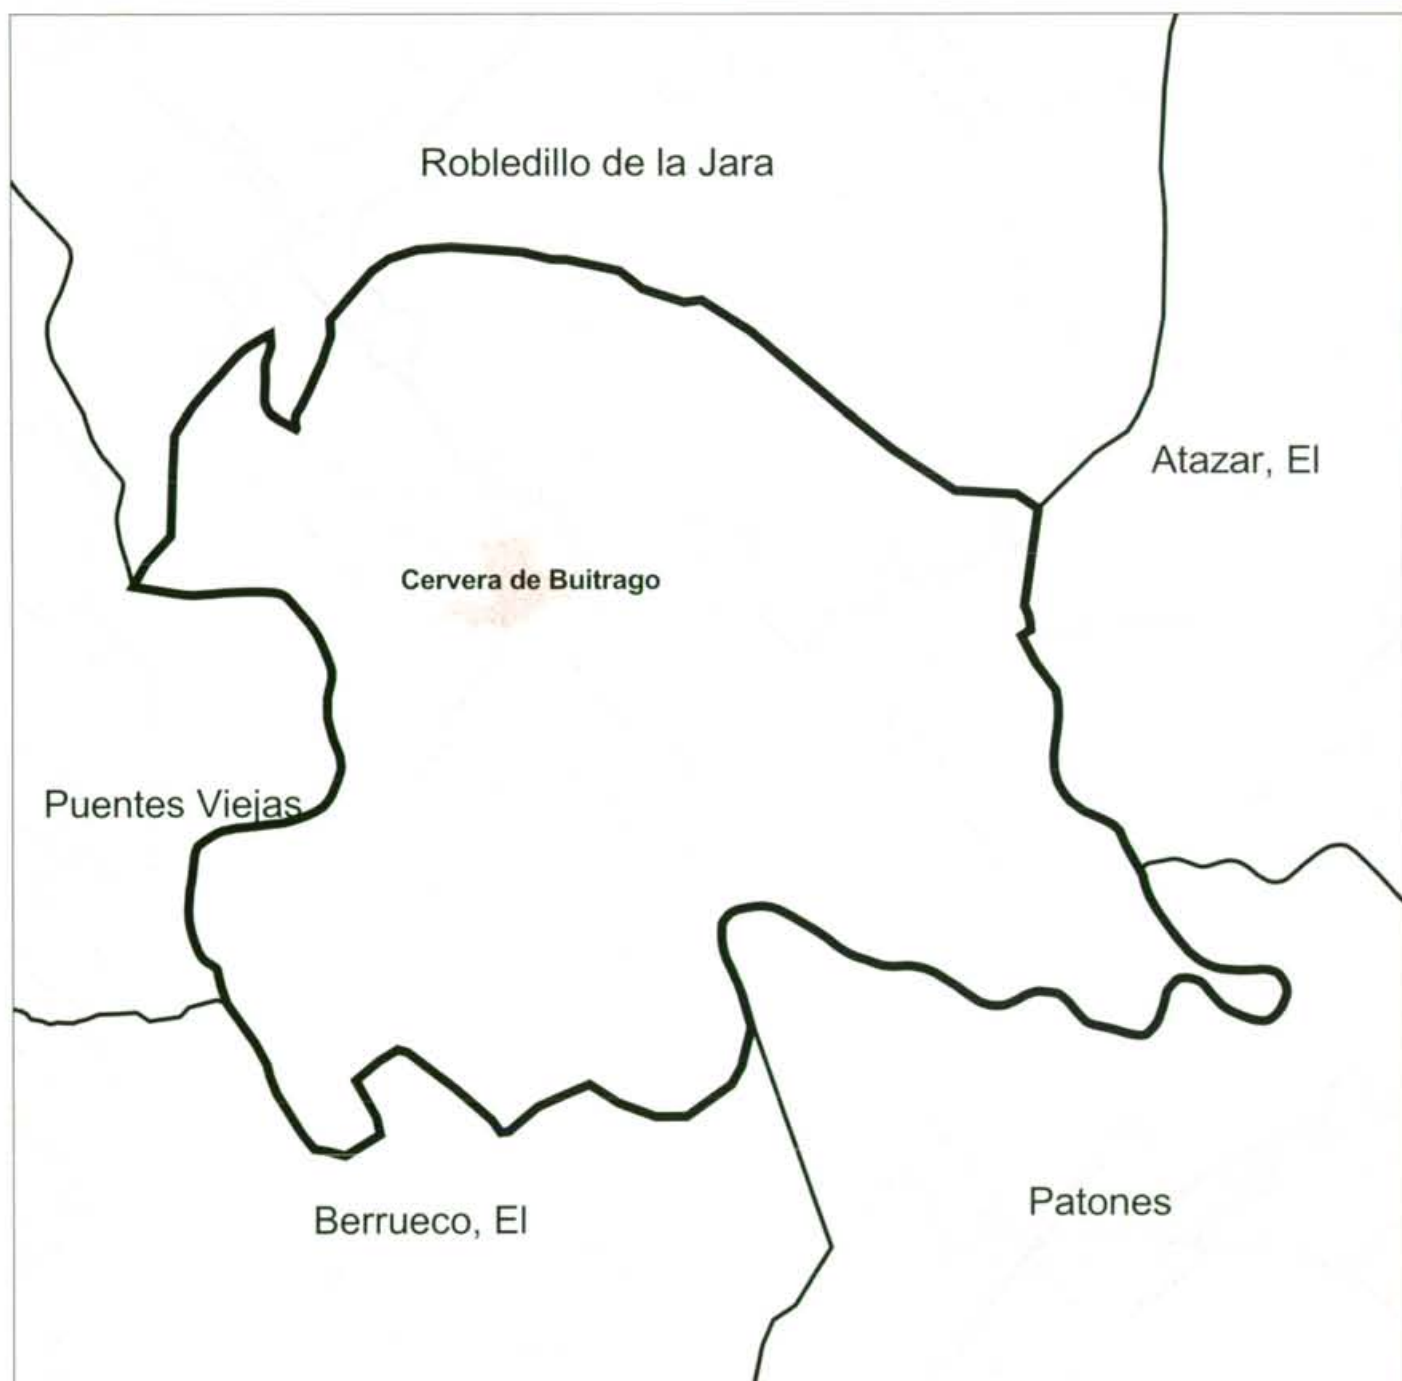 Robledillo de la Jara
Atazar, El
Cervera de Buitrago
Puentes Viejas
Patones
Berrueco, El